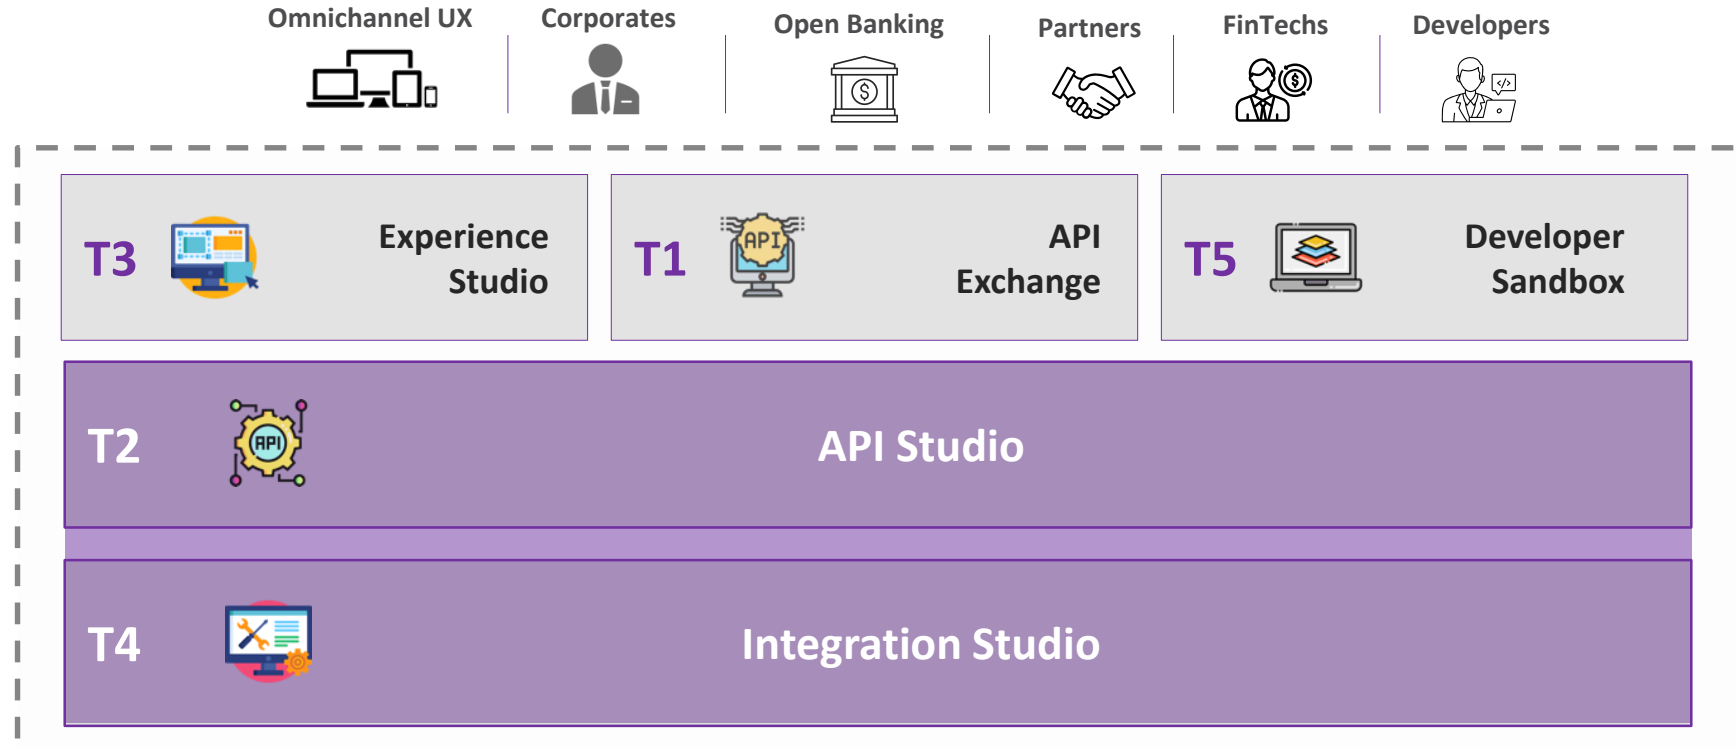 Omnichannel UX
Corporates
Open Banking
Partners
FinTechs
Developers
$
$
</>
T3
Experience
Studio
T1
API
API
Exchange
T5
Developer
Sandbox
T2
API
API Studio
T4
Integration Studio